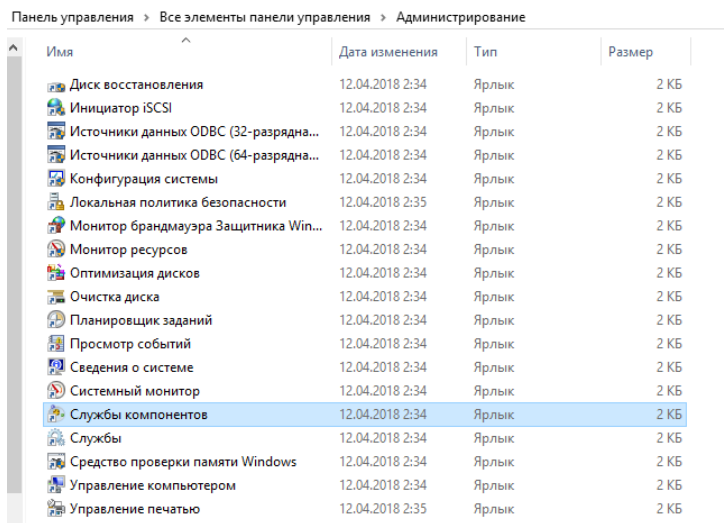 Панель управления › Все элементы панели управления › Администрирование
Имя Дата изменения Тип Размер
Диск восстановления 12.04.2018 2:34 Ярлык 2 КБ
Инициатор iSCSI 12.04.2018 2:34 Ярлык 2 КБ
Источники данных ODBC (32-разрядна... 12.04.2018 2:34 Ярлык 2 КБ
Источники данных ODBC (64-разрядна... 12.04.2018 2:34 Ярлык 2 КБ
Конфигурация системы 12.04.2018 2:34 Ярлык 2 КБ
Локальная политика безопасности 12.04.2018 2:35 Ярлык 2 КБ
Монитор брандмауэра Защитника Win... 12.04.2018 2:34 Ярлык 2 КБ
Монитор ресурсов 12.04.2018 2:34 Ярлык 2 КБ
Оптимизация дисков 12.04.2018 2:34 Ярлык 2 КБ
Очистка диска 12.04.2018 2:34 Ярлык 2 КБ
Планировщик заданий 12.04.2018 2:34 Ярлык 2 КБ
Просмотр событий 12.04.2018 2:34 Ярлык 2 КБ
Сведения о системе 12.04.2018 2:34 Ярлык 2 КБ
Системный монитор 12.04.2018 2:34 Ярлык 2 КБ
Службы компонентов 12.04.2018 2:34 Ярлык 2 КБ
Службы 12.04.2018 2:34 Ярлык 2 КБ
Средство проверки памяти Windows 12.04.2018 2:34 Ярлык 2 КБ
Управление компьютером 12.04.2018 2:34 Ярлык 2 КБ
Управление печатью 12.04.2018 2:35 Ярлык 2 КБ